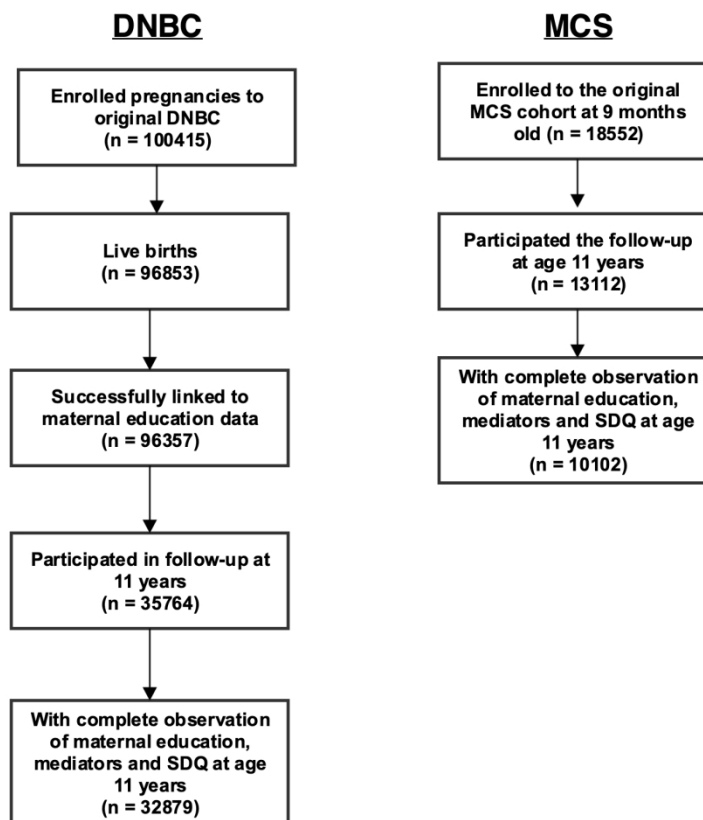 DNBC
Enrolled pregnancies to
original DNBC
(n = 100415)
Live births
(n = 96853)
Successfully linked to
maternal education data
(n = 96357)
Participated in follow-up at
11 years
(n = 35764)
With complete observation
of maternal education,
mediators and SDQ at age
11 years
(n = 32879)
MCS
Enrolled to the original
MCS cohort at 9 months
old (n = 18552)
Participated the follow-up
at age 11 years
(n = 13112)
With complete observation
of maternal education,
mediators and SDQ at age
11 years
(n = 10102)